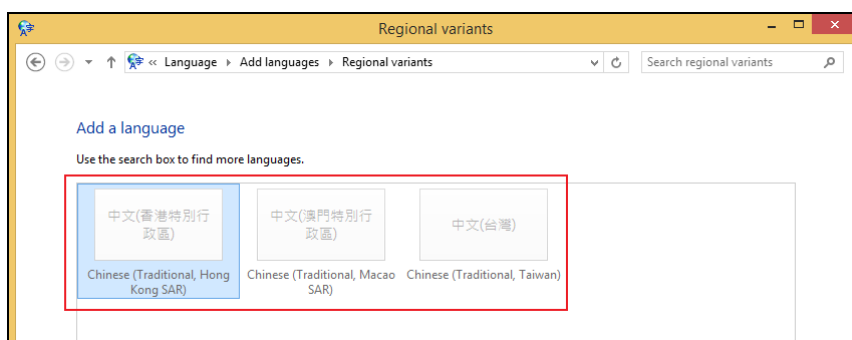 Regional variants
« Language Add languages Regional variants
Search regional variants
Add a language
Use the search box to find more languages.
中文(香港特別行
政區)
中文(澳門特別行
政區)
中文(台灣)
Chinese (Traditional, Hong
Kong SAR)
Chinese (Traditional, Macao
SAR)
Chinese (Traditional, Taiwan)